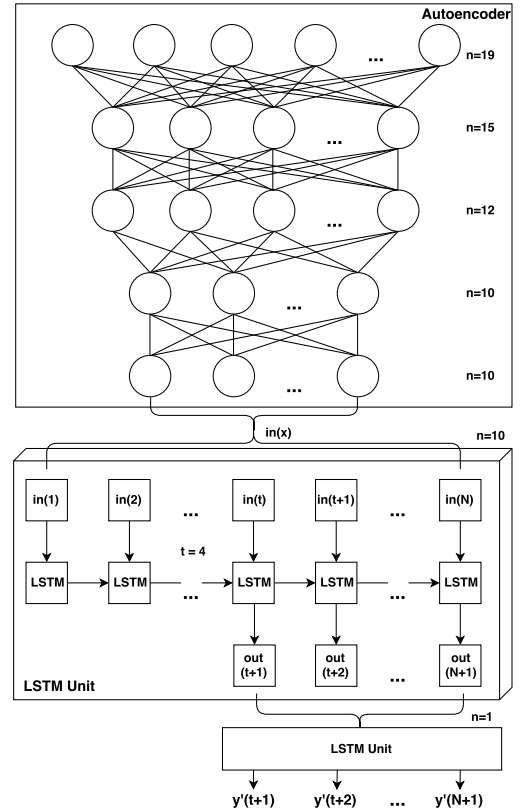 Autoencoder
n=19
...
n=15
...
n=12
...
n=10
...
n=10
...
in(x)
n=10
in(1) in(2) ... in(t) in(t+1) ... in(N)
t = 4
LSTM LSTM ... LSTM LSTM ... LSTM
out (t+1) out (t+2) ... out (N+1)
LSTM Unit
n=1
LSTM Unit
y'(t+1) y'(t+2) ... y'(N+1)